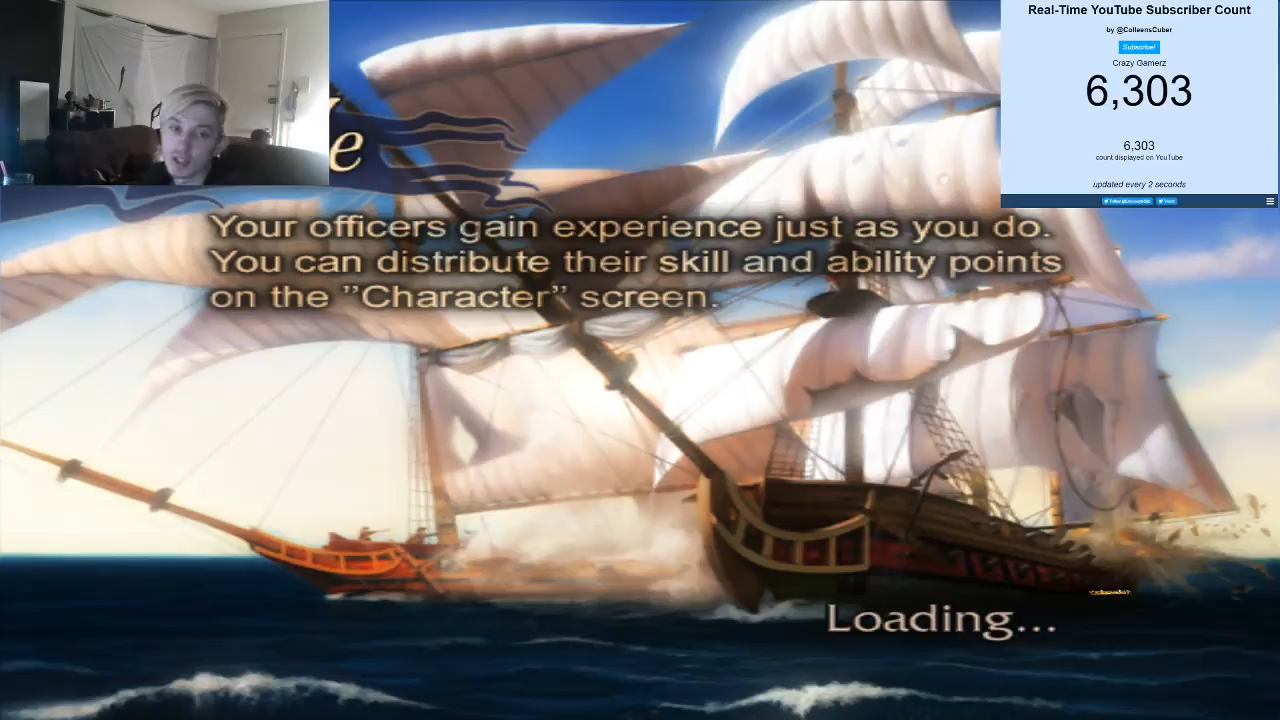 Real-Time YouTube Subscriber Count
by @ColleensCuber
Subscribe!
Crazy Gamerz
6,303
6,303
count displayed on YouTube
updated every 2 seconds
Tweet
e
Your officers gain experience just as you do.
You can distribute their skill and ability points
on the "Character" screen.
Loading...